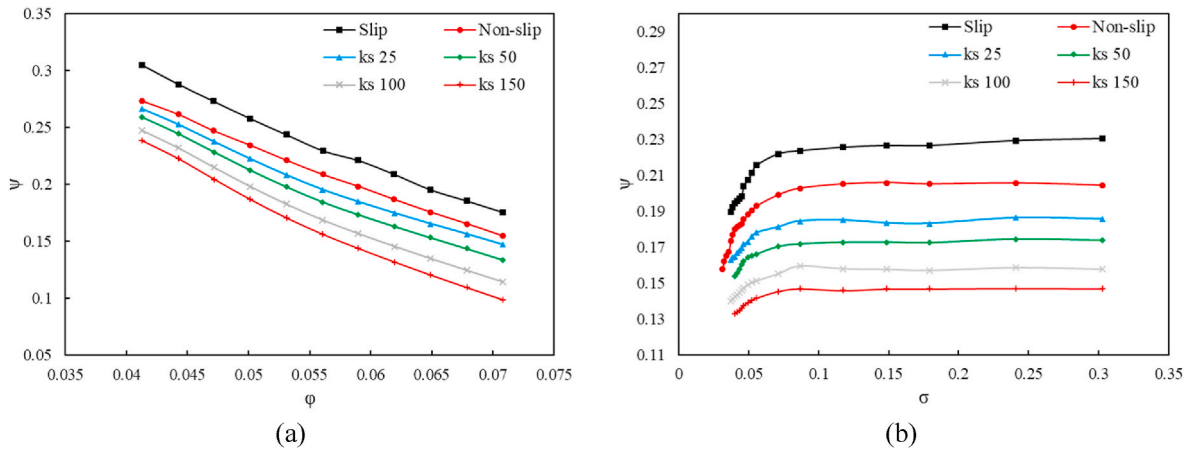 0.35
0.3
0.25
0.2
0.15
0.1
0.05
ψ
Slip
Non-slip
ks 25
ks 50
ks 100
ks 150
0.035
0.04
0.045
0.05
0.055
0.06
0.065
0.07
0.075
φ
(a)
0.29
0.27
0.25
0.23
0.21
0.19
0.17
0.15
0.13
0.11
ψ
Slip
Non-slip
ks 25
ks 50
ks 100
ks 150
0
0.05
0.1
0.15
0.2
0.25
0.3
0.35
σ
(b)